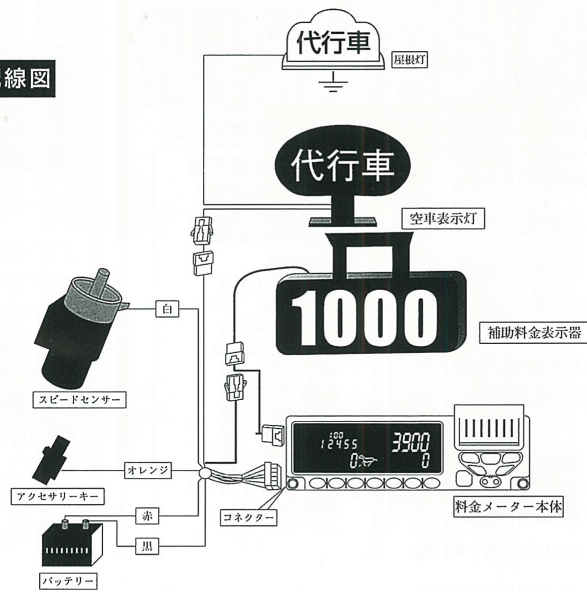 線図
代行車
屋根灯
代行車
空車表示灯
1000
補助料金表示器
白
スピードセンサー
100
12455
3900
0
0
オレンジ
アクセサリーキー
コネクター
料金メーター本体
赤
黒
バッテリー